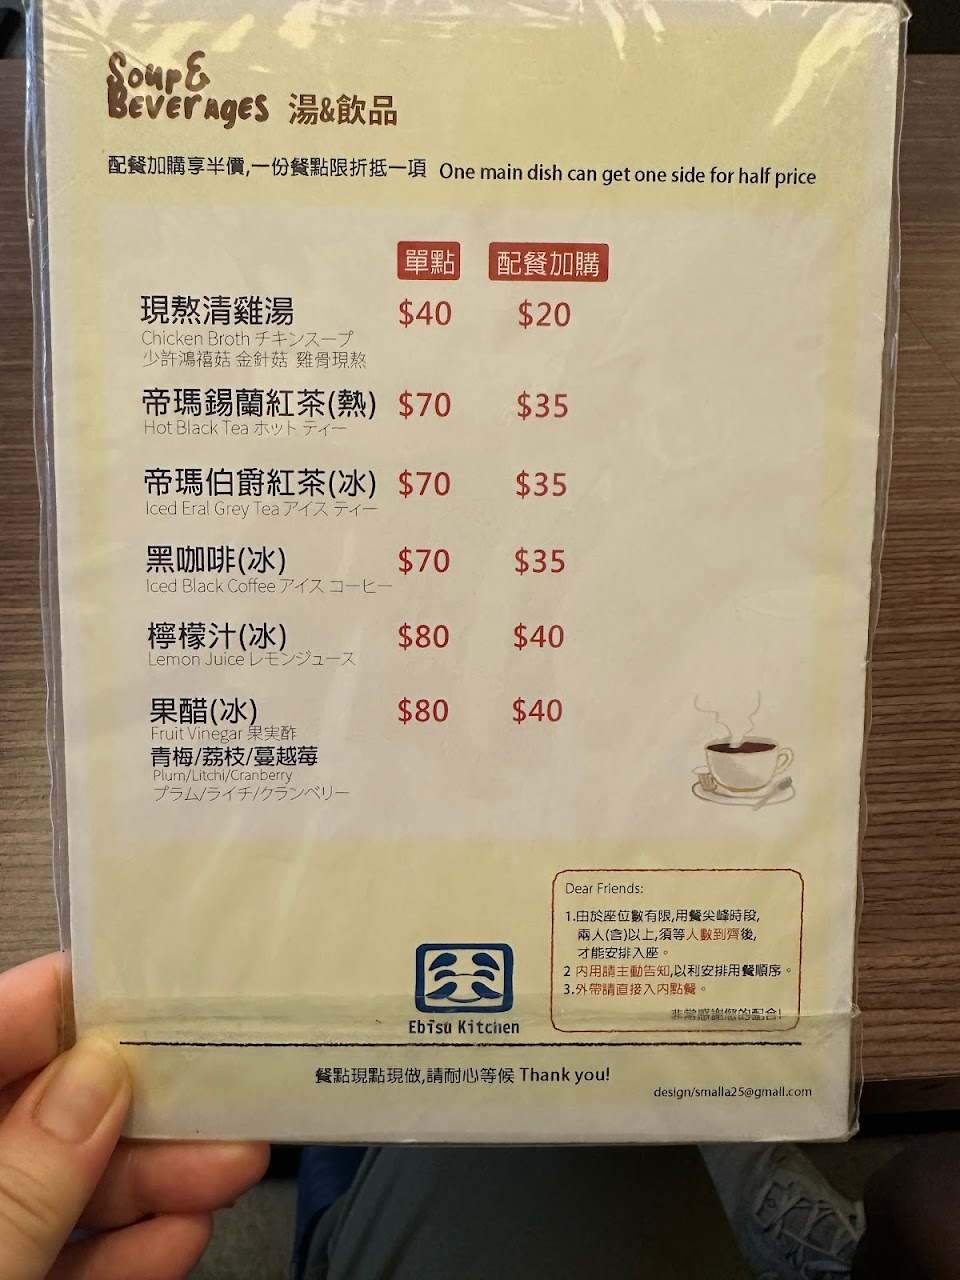 Soup &
Beverages 湯&飲品
配餐加購享半價,一份餐點限折抵一項 One main dish can get one side for half price
單點 配餐加購
現熬清雞湯 $40 $20
Chicken Broth チキンスープ
少許鴻禧菇 金針菇 雞骨現熬
帝瑪錫蘭紅茶(熱) $70 $35
Hot Black Tea ホット ティー
帝瑪伯爵紅茶(冰) $70 $35
Iced Eral Grey Tea アイス ティー
黑咖啡(冰) $70 $35
Iced Black Coffee アイス コーヒー
檸檬汁(冰) $80 $40
Lemon Juice レモンジュース
果醋(冰) $80 $40
Fruit Vinegar 果実酢
青梅/荔枝/蔓越莓
Plum/Litchi/Cranberry
プラム/ライチ/クランベリー
Dear Friends:
1.由於座位數有限,用餐尖峰時段,
兩人(含)以上,須等人數到齊後,
才能安排入座。
2 內用請主動告知,以利安排用餐順序。
3.外帶請直接入內點餐。
非常感謝您的配合!
Ebisu Kitchen
餐點現點現做,請耐心等候 Thank you!
design/smalla25@gmail.com